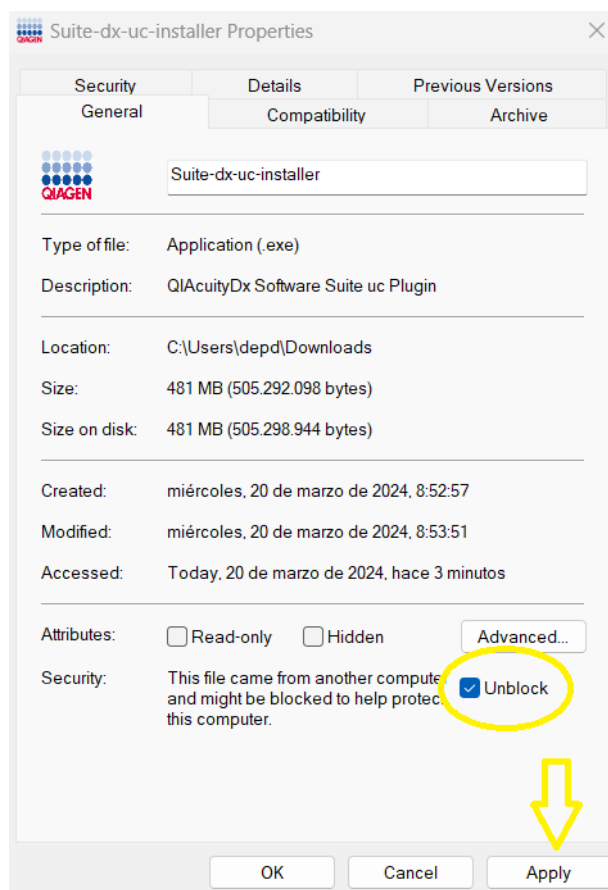 Suite-dx-uc-installer Properties
Security Details Previous Versions
General Compatibility Archive
QIAGEN
Suite-dx-uc-installer
Type of file: Application (.exe)
Description: QIAcuityDx Software Suite uc Plugin
Location: C:\Users\depd\Downloads
Size: 481 MB (505.292.098 bytes)
Size on disk: 481 MB (505.298.944 bytes)
Created: miércoles, 20 de marzo de 2024, 8:52:57
Modified: miércoles, 20 de marzo de 2024, 8:53:51
Accessed: Today, 20 de marzo de 2024, hace 3 minutos
Attributes: Read-only Hidden Advanced...
Security: This file came from another compute
and might be blocked to help protec
this computer.
Unblock
OK Cancel Apply